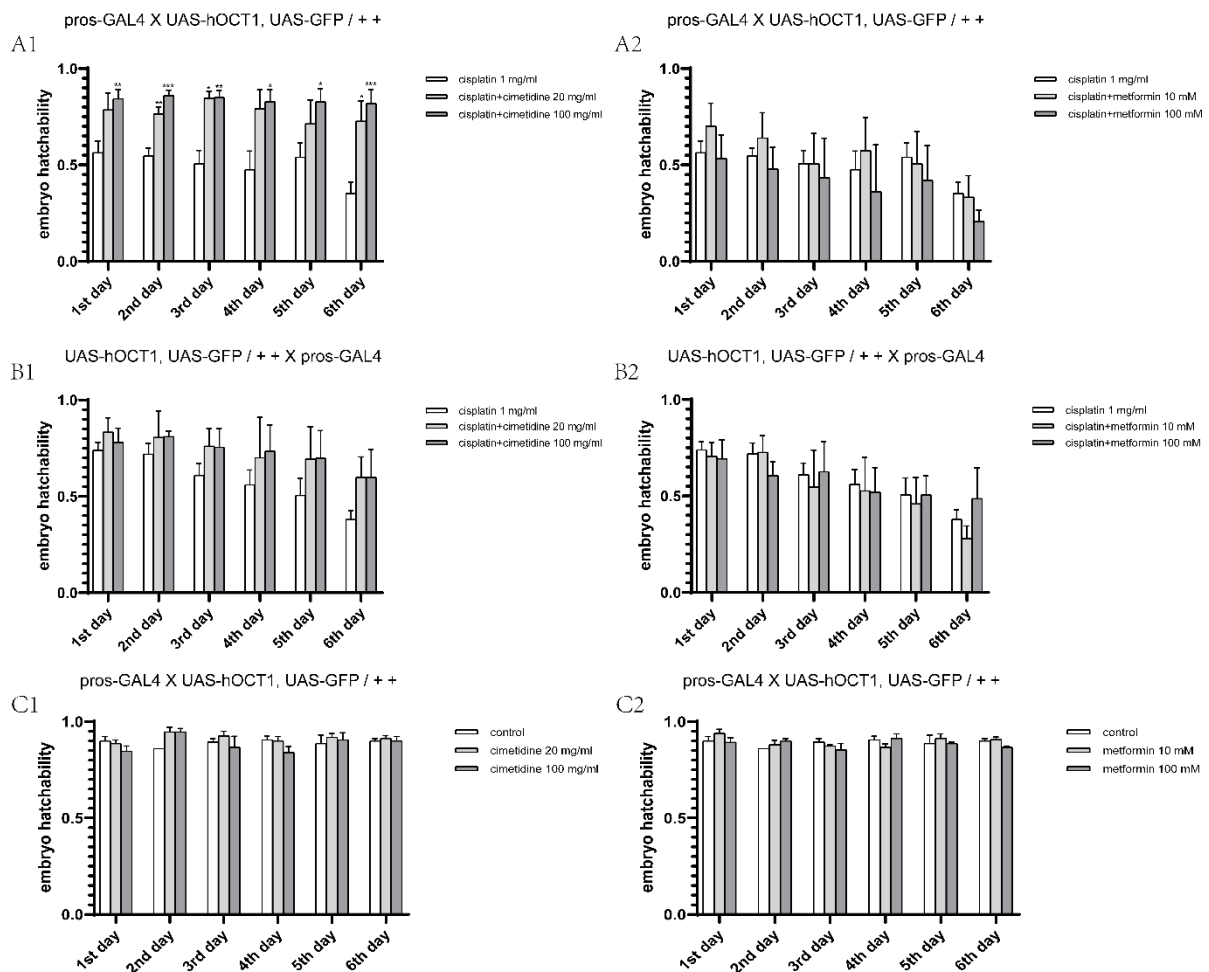 pros-GAL4 X UAS-hOCT1, UAS-GFP / + +
A1
1.0
0.5
0.0
embryo hatchability
** ** *** * ** * * * ***
1st day
2nd day
3rd day
4th day
5th day
6th day
cisplatin 1 mg/ml
cisplatin+cimetidine 20 mg/ml
cisplatin+cimetidine 100 mg/ml
pros-GAL4 X UAS-hOCT1, UAS-GFP / + +
A2
1.0
0.5
0.0
embryo hatchability
1st day
2nd day
3rd day
4th day
5th day
6th day
cisplatin 1 mg/ml
cisplatin+metformin 10 mM
cisplatin+metformin 100 mM
UAS-hOCT1, UAS-GFP / + + X pros-GAL4
B1
1.0
0.5
0.0
embryo hatchability
1st day
2nd day
3rd day
4th day
5th day
6th day
cisplatin 1 mg/ml
cisplatin+cimetidine 20 mg/ml
cisplatin+cimetidine 100 mg/ml
UAS-hOCT1, UAS-GFP / + + X pros-GAL4
B2
1.0
0.5
0.0
embryo hatchability
1st day
2nd day
3rd day
4th day
5th day
6th day
cisplatin 1 mg/ml
cisplatin+metformin 10 mM
cisplatin+metformin 100 mM
pros-GAL4 X UAS-hOCT1, UAS-GFP / + +
C1
1.0
0.5
0.0
embryo hatchability
1st day
2nd day
3rd day
4th day
5th day
6th day
control
cimetidine 20 mg/ml
cimetidine 100 mg/ml
pros-GAL4 X UAS-hOCT1, UAS-GFP / + +
C2
1.0
0.5
0.0
embryo hatchability
1st day
2nd day
3rd day
4th day
5th day
6th day
control
metformin 10 mM
metformin 100 mM